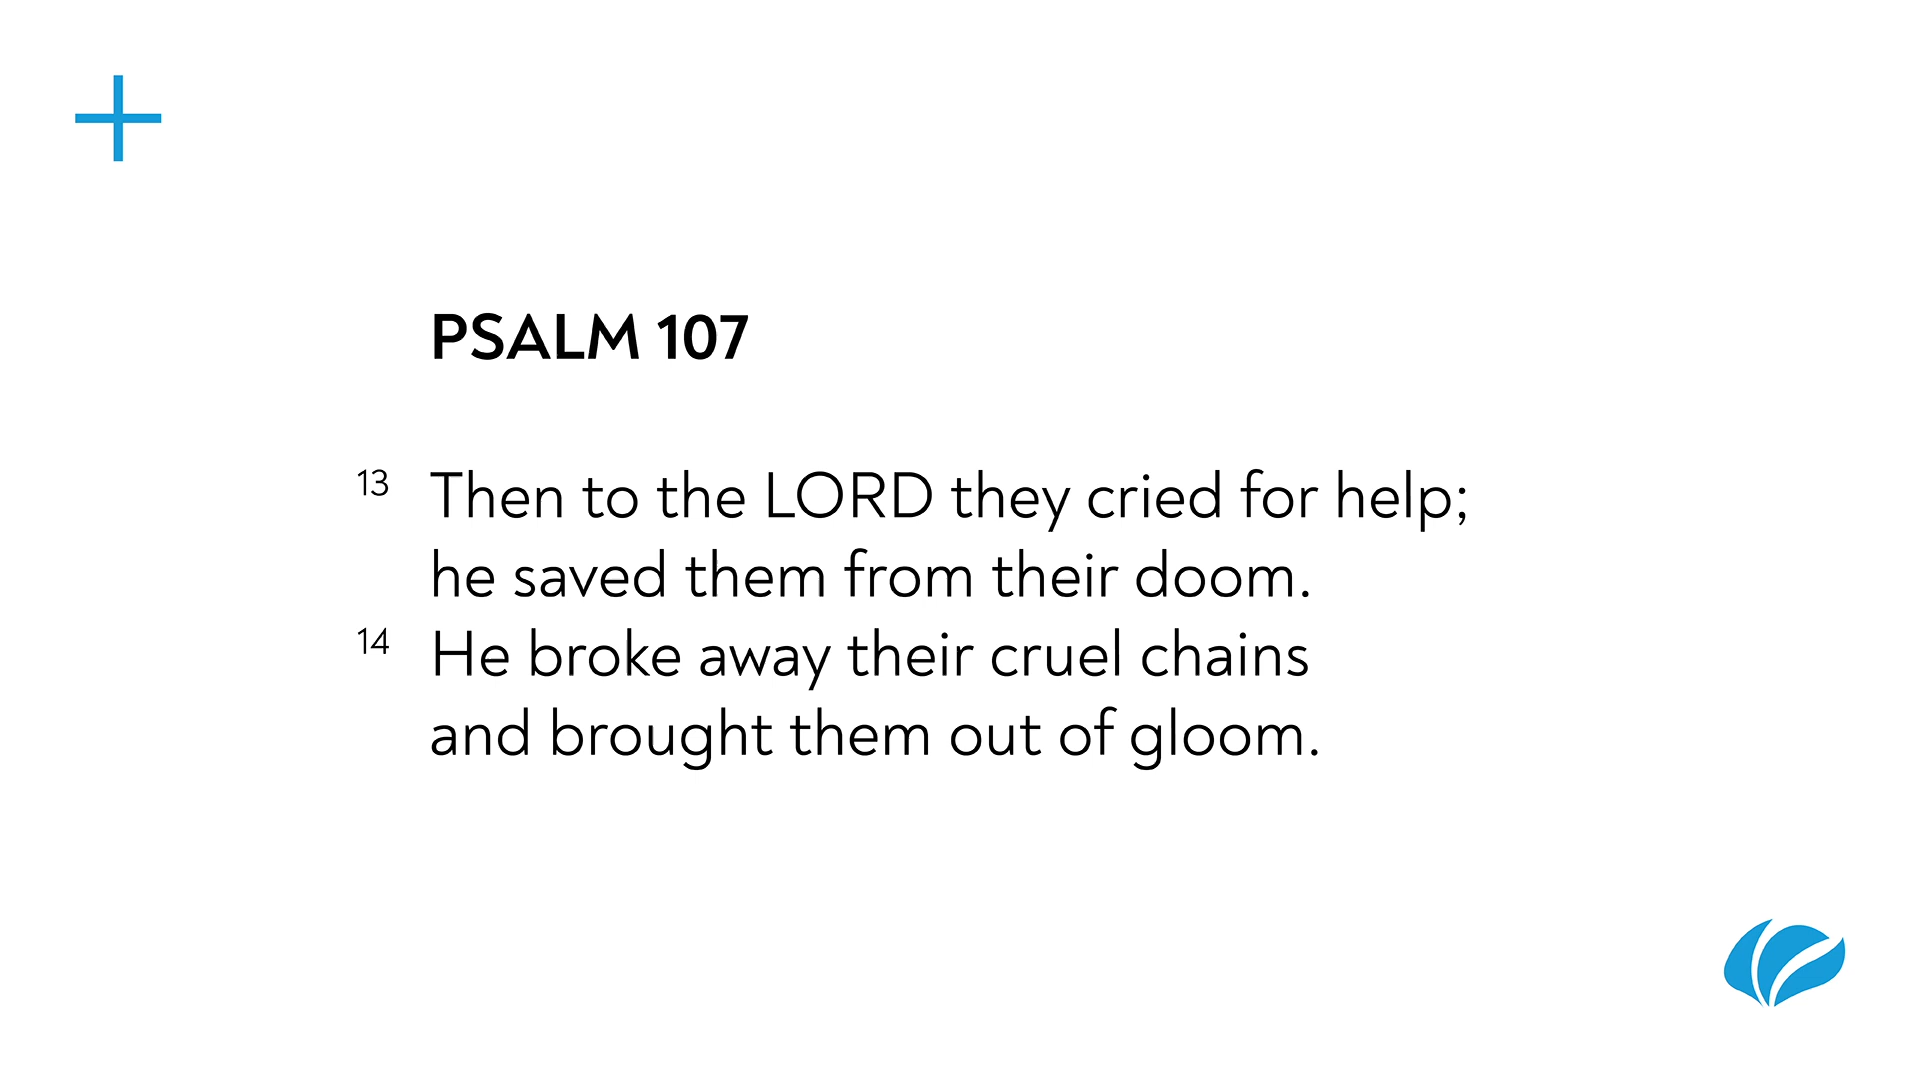 PSALM 107
13 Then to the LORD they cried for help;
he saved them from their doom.
14 He broke away their cruel chains
and brought them out of gloom.